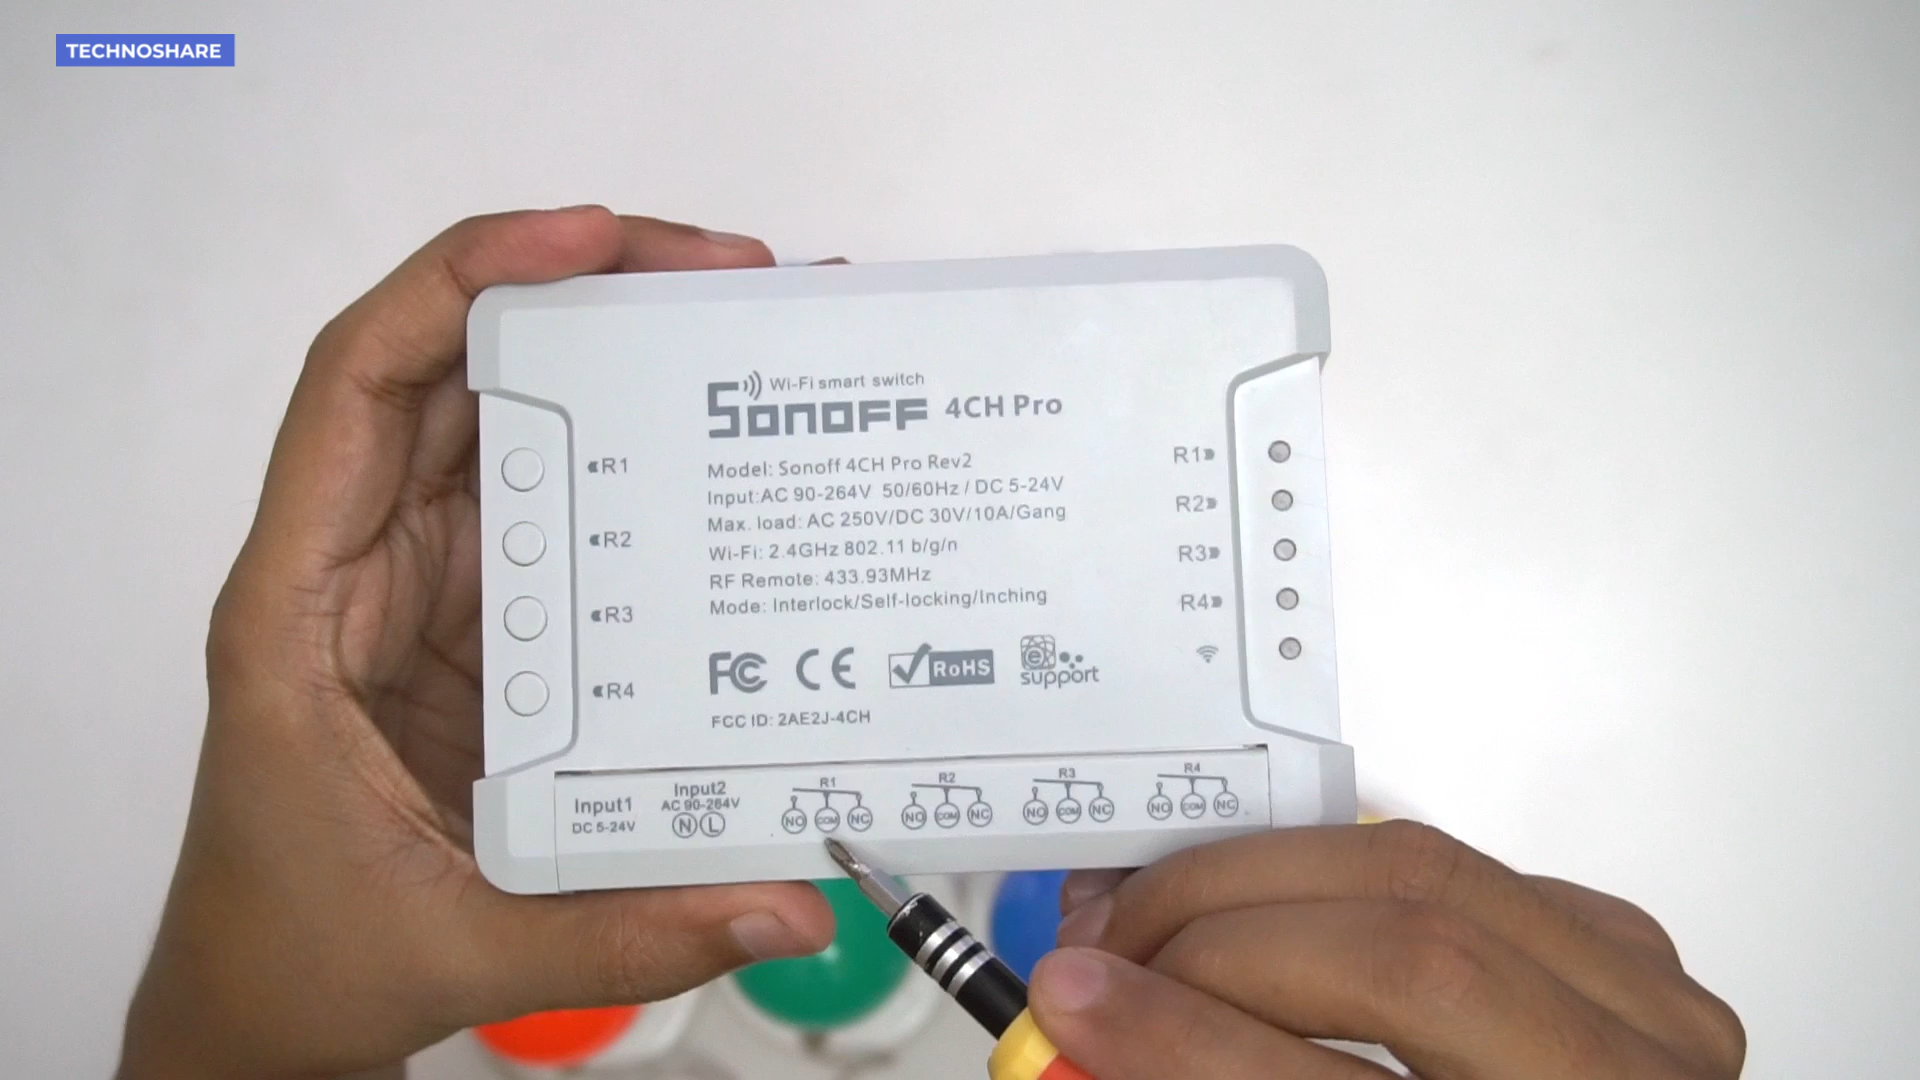 TECHNOSHARE
Wi-Fi smart switch
SONOFF 4CH Pro
Model: Sonoff 4CH Pro Rev2
Input:AC 90-264V 50/60Hz / DC 5-24V
Max. load: AC 250V/DC 30V/10A/Gang
Wi-Fi: 2.4GHz 802.11 b/g/n
RF Remote: 433.93MHz
Mode: Interlock/Self-locking/Inching
R1
R2
R3
R4
R1
R2
R3
R4
FC CE RoHS e support
FCC ID: 2AE2J-4CH
Input1
DC 5-24V
Input2
AC 90-264V
N L
R1
NO COM NC
R2
NO COM NC
R3
NO COM NC
R4
NO COM NC